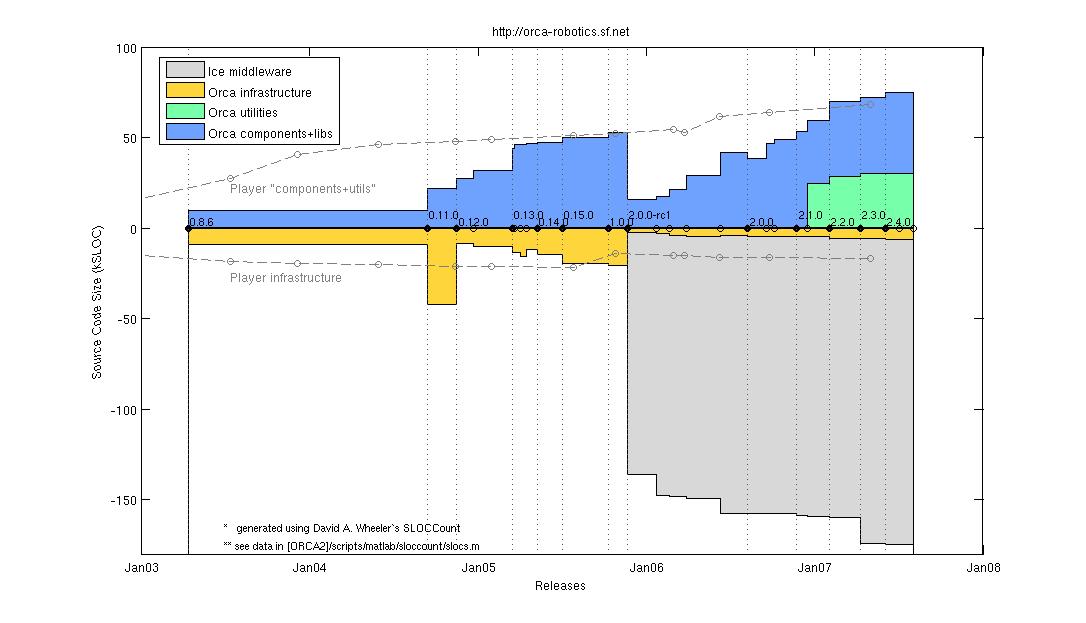 http://orca-robotics.sf.net
100
50
0
-50
-100
-150
Source Code Size (kSLOC)
Ice middleware
Orca infrastructure
Orca utilities
Orca components+libs
Player "components+utils"
0.8.6
0.11.0
0.12.0
0.13.0
0.14.0
0.15.0
1.0.0
2.0.0-rc1
2.0.0
2.1.0
2.2.0
2.3.0
2.4.0
Player infrastructure
* generated using David A. Wheeler`s SLOCCount
** see data in [ORCA2]/scripts/matlab/sloccount/slocs.m
Jan03 Jan04 Jan05 Jan06 Jan07 Jan08
Releases